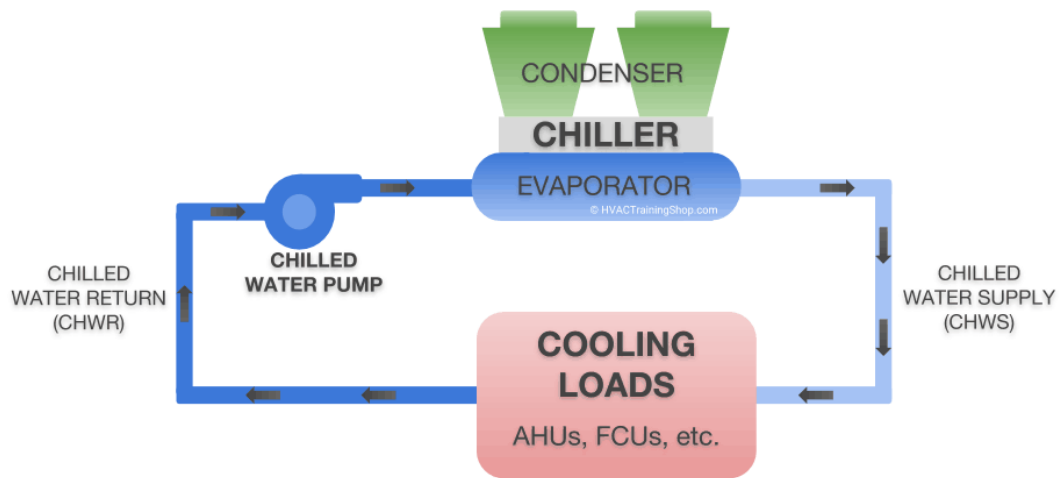 CONDENSER
CHILLER
EVAPORATOR
© HVACTrainingShop.com
CHILLED
WATER PUMP
CHILLED
WATER RETURN
(CHWR)
CHILLED
WATER SUPPLY
(CHWS)
COOLING
LOADS
AHUs, FCUs, etc.